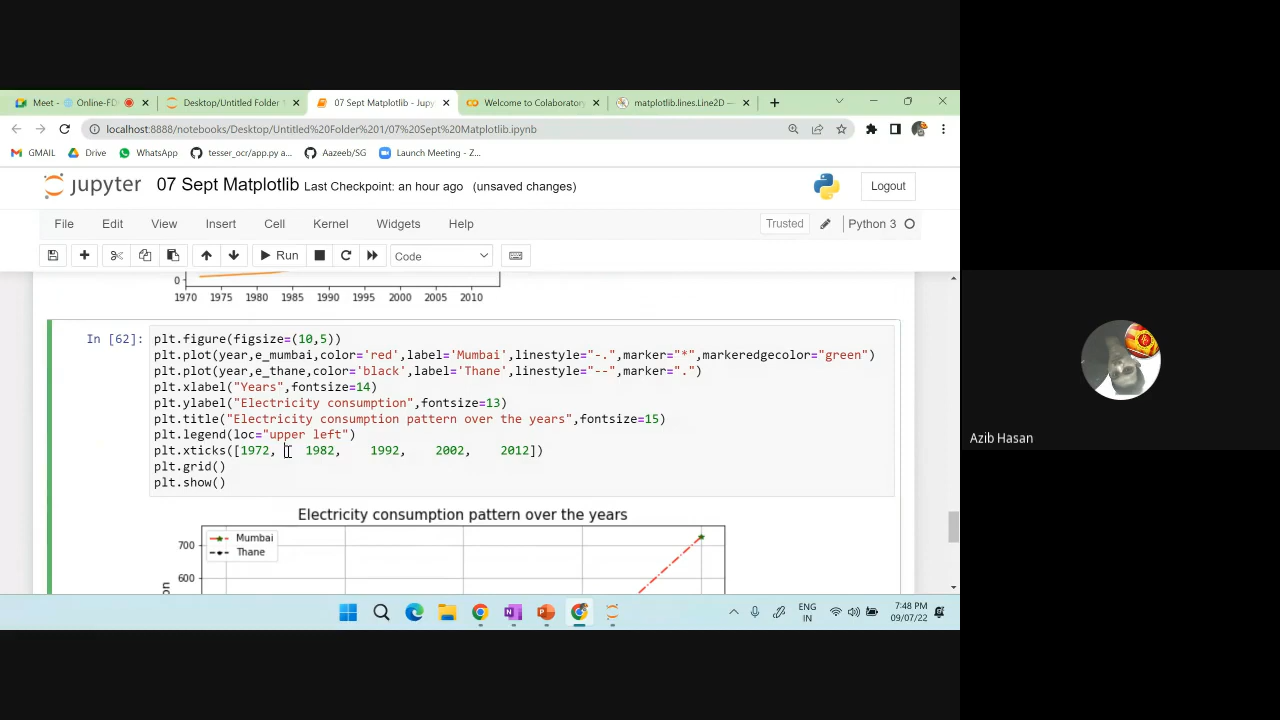 Meet - Online-FD
Desktop/Untitled Folder
07 Sept Matplotlib - Jupy
Welcome to Colaboratory
matplotlib.lines.Line2D —
localhost:8888/notebooks/Desktop/Untitled%20Folder%201/07%20Sept%20Matplotlib.ipynb
GMAIL Drive WhatsApp tesser_ocr/app.py a... Aazeeb/SG Launch Meeting - Z...
jupyter 07 Sept Matplotlib Last Checkpoint: an hour ago (unsaved changes) Logout
File Edit View Insert Cell Kernel Widgets Help Trusted Python 3
Run Code
0
1970 1975 1980 1985 1990 1995 2000 2005 2010
In [62]: plt.figure(figsize=(10,5))
plt.plot(year,e_mumbai,color='red',label='Mumbai',linestyle="-.",marker="*",markeredgecolor="green")
plt.plot(year,e_thane,color='black',label='Thane',linestyle="--",marker=".")
plt.xlabel("Years",fontsize=14)
plt.ylabel("Electricity consumption",fontsize=13)
plt.title("Electricity consumption pattern over the years",fontsize=15)
plt.legend(loc="upper left")
plt.xticks([1972,    1982,    1992,    2002,    2012])
plt.grid()
plt.show()
Electricity consumption pattern over the years
Mumbai
Thane
700
600
on
Azib Hasan
ENG
IN
7:48 PM
09/07/22